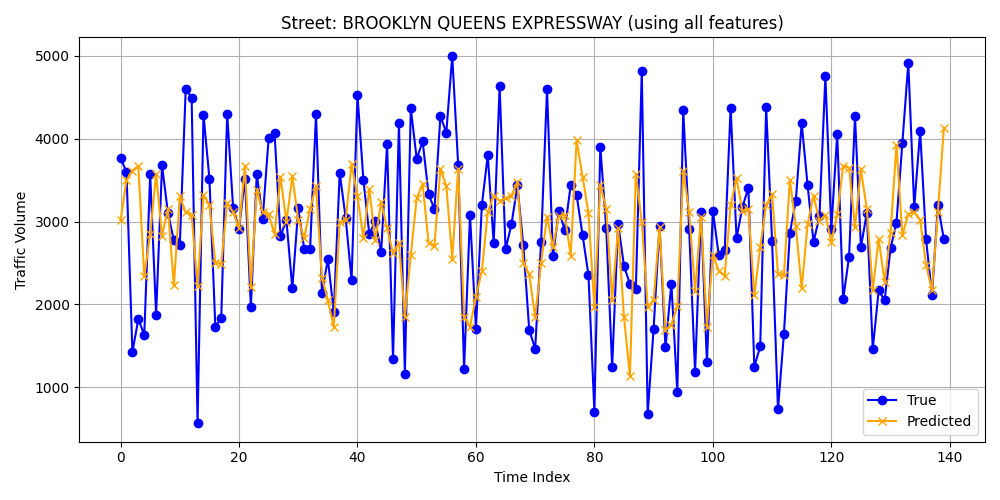 Street: BROOKLYN QUEENS EXPRESSWAY (using all features)
Traffic Volume
5000
4000
3000
2000
1000
0
20
40
60
80
100
120
140
Time Index
True
Predicted